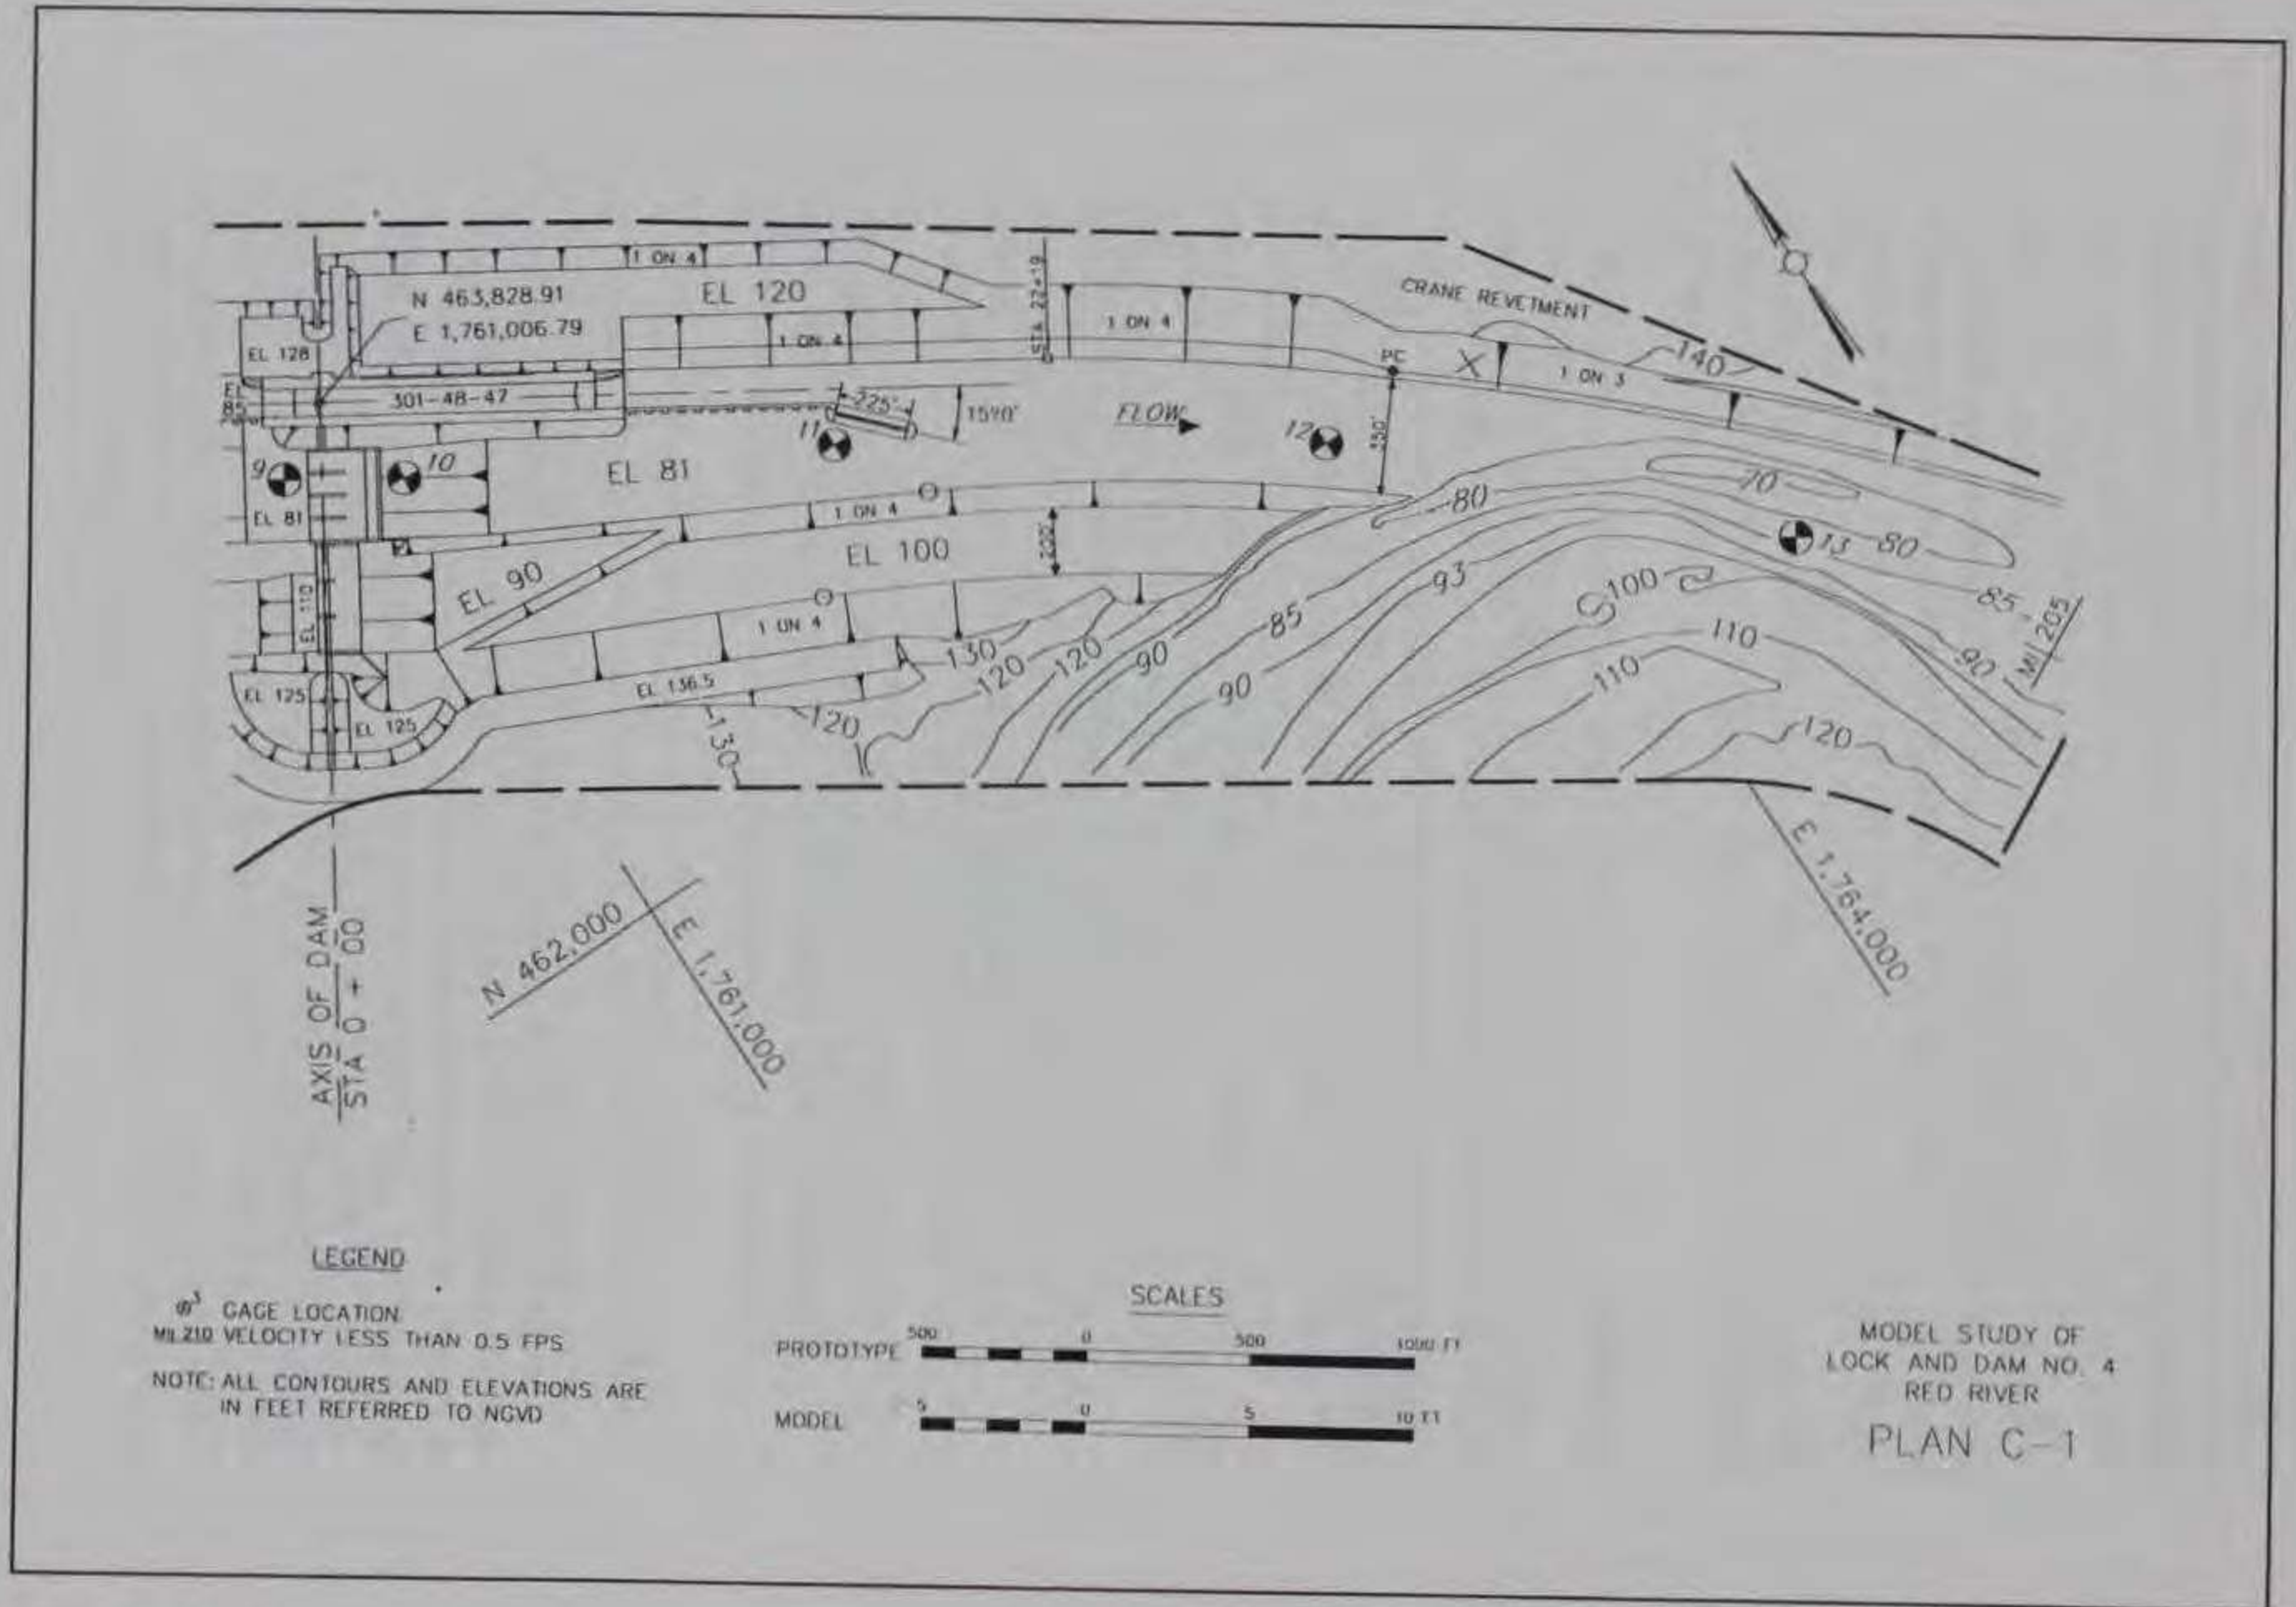 1 ON 4
N 463,828.91
E 1,761,006.79
EL 120
STA 22+19
CRANE REVETMENT
EL 128
1 ON 4
1 ON 4
PC
X
1 ON 3
140
EL
85
301-48-47
225'
15°0'
FLOW
11
12
9
10
EL 81
EL 81
1 ON 4
80
70
13
80
EL 90
EL 100
200'
93
100
85
EL 110
1 ON 4
85
110
MI 205
130
120
120
90
90
110
90
EL 125
EL 136.5
EL 125
130
120
120
N 462,000
E 1,761,000
E 1,764,000
AXIS OF DAM
STA 0 + 00
LEGEND
GAGE LOCATION
MI 210 VELOCITY LESS THAN 0.5 FPS
NOTE: ALL CONTOURS AND ELEVATIONS ARE
IN FEET REFERRED TO NGVD
SCALES
PROTOTYPE 500 0 500 1000 FT
MODEL 5 0 5 10 FT
MODEL STUDY OF
LOCK AND DAM NO. 4
RED RIVER
PLAN C-1